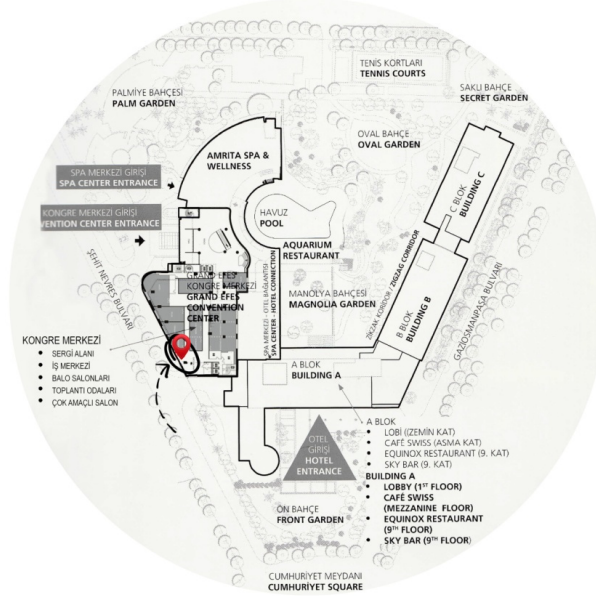 TENİS KORTLARI
TENNIS COURTS
PALMİYE BAHÇESİ
PALM GARDEN
SAKLI BAHÇE
SECRET GARDEN
OVAL BAHÇE
OVAL GARDEN
AMRITA SPA &
WELLNESS
SPA MERKEZİ GİRİŞİ
SPA CENTER ENTRANCE
C BLOK
BUILDING C
KONGRE MERKEZİ GİRİŞİ
VENTION CENTER ENTRANCE
HAVUZ
POOL
AQUARIUM
RESTAURANT
ŞEHİT NEVRES BULVARI
GRAND EFES
KONGRE MERKEZİ
GRAND EFES
CONVENTION
CENTER
SPA MERKEZİ - OTEL BAĞLANTISI
SPA CENTER - HOTEL CONNECTION
MANOLYA BAHÇESİ
MAGNOLIA GARDEN
ZİKZAK KORİDOR / ZIGZAG CORRIDOR
B BLOK
BUILDING B
GAZİOSMANPAŞA BULVARI
KONGRE MERKEZİ
• SERGİ ALANI
• İŞ MERKEZİ
• BALO SALONLARI
• TOPLANTI ODALARI
• ÇOK AMAÇLI SALON
A BLOK
BUILDING A
OTEL
GİRİŞİ
HOTEL
ENTRANCE
A BLOK
• LOBİ (IZEMİN KAT)
• CAFÉ SWISS (ASMA KAT)
• EQUINOX RESTAURANT (9. KAT)
• SKY BAR (9. KAT)
BUILDING A
• LOBBY (1ST FLOOR)
• CAFÉ SWISS
(MEZZANINE FLOOR)
• EQUINOX RESTAURANT
(9TH FLOOR)
• SKY BAR (9TH FLOOR)
ÖN BAHÇE
FRONT GARDEN
CUMHURİYET MEYDANI
CUMHURİYET SQUARE